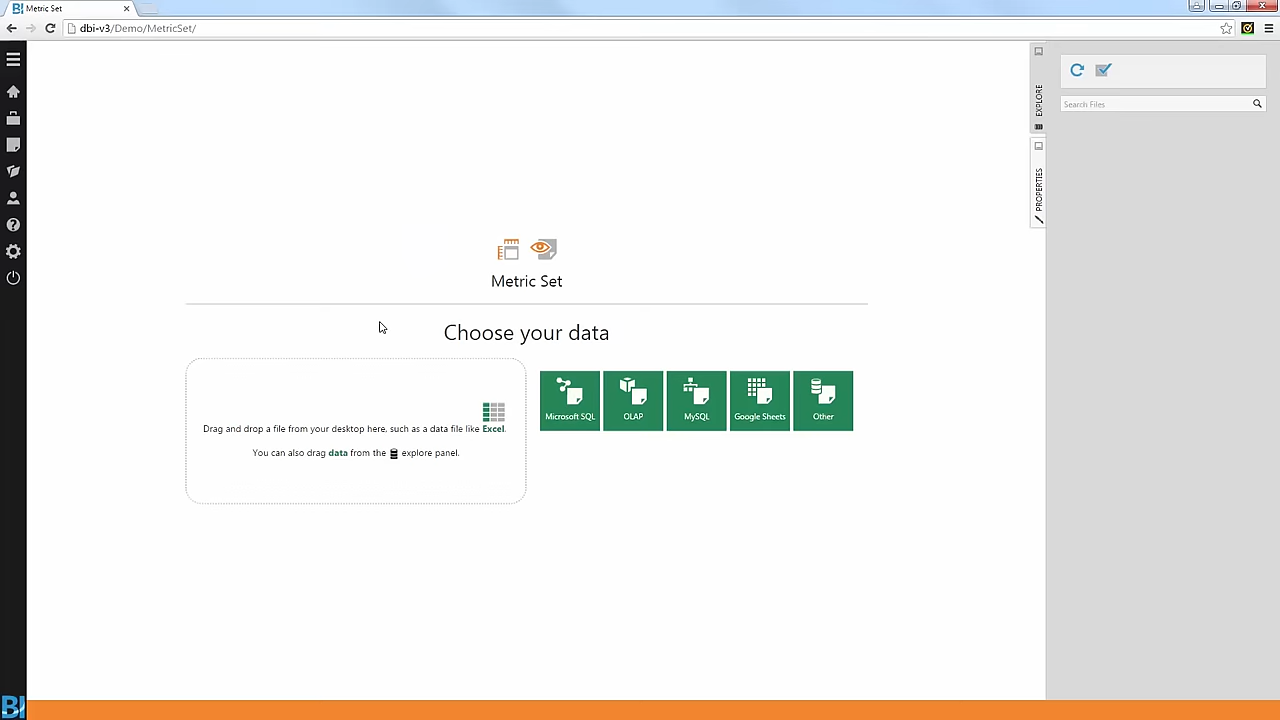 Metric Set
dbi-v3/Demo/MetricSet/
EXPLORE
Search Files
PROPERTIES
Metric Set
Choose your data
Drag and drop a file from your desktop here, such as a data file like Excel.
You can also drag data from the explore panel.
Microsoft SQL
OLAP
MySQL
Google Sheets
Other
BI